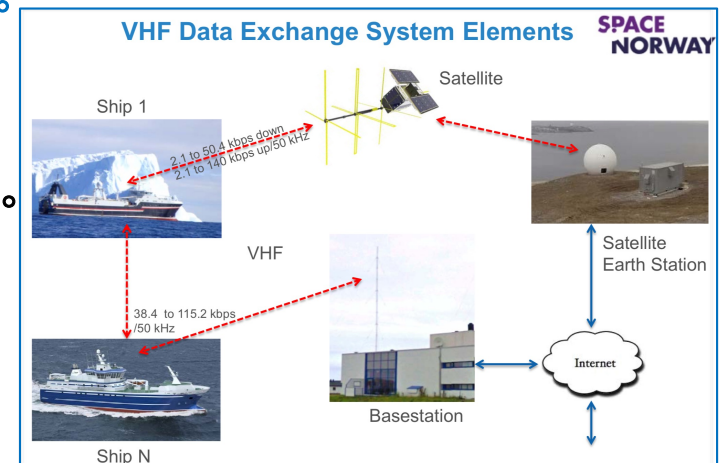 VHF Data Exchange System Elements
SPACE
NORWAY
Satellite
Ship 1
2.1 to 50.4 kbps down
2.1 to 140 kbps up/50 kHz
Satellite
Earth Station
VHF
38.4 to 115.2 kbps
/50 kHz
Internet
Basestation
Ship N